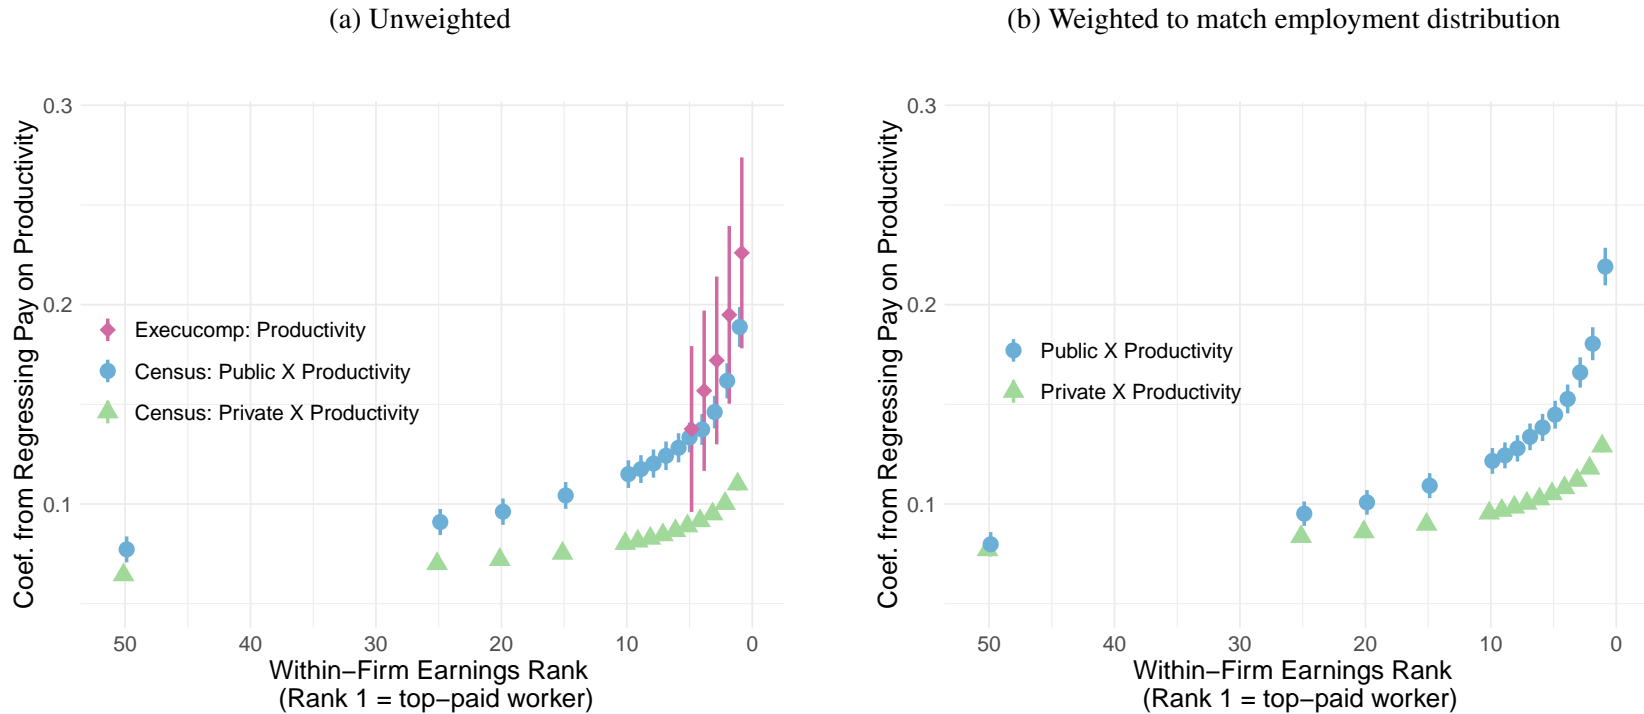 (a) Unweighted
Coef. from Regressing Pay on Productivity
0.3
0.2
0.1
Execucomp: Productivity
Census: Public X Productivity
Census: Private X Productivity
50 40 30 20 10 0
Within−Firm Earnings Rank
(Rank 1 = top−paid worker)
(b) Weighted to match employment distribution
Coef. from Regressing Pay on Productivity
0.3
0.2
0.1
Public X Productivity
Private X Productivity
50 40 30 20 10 0
Within−Firm Earnings Rank
(Rank 1 = top−paid worker)